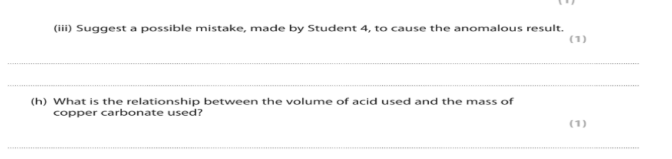 (1)
(iii) Suggest a possible mistake, made by Student 4, to cause the anomalous result.
(1)
(h) What is the relationship between the volume of acid used and the mass of
copper carbonate used?
(1)